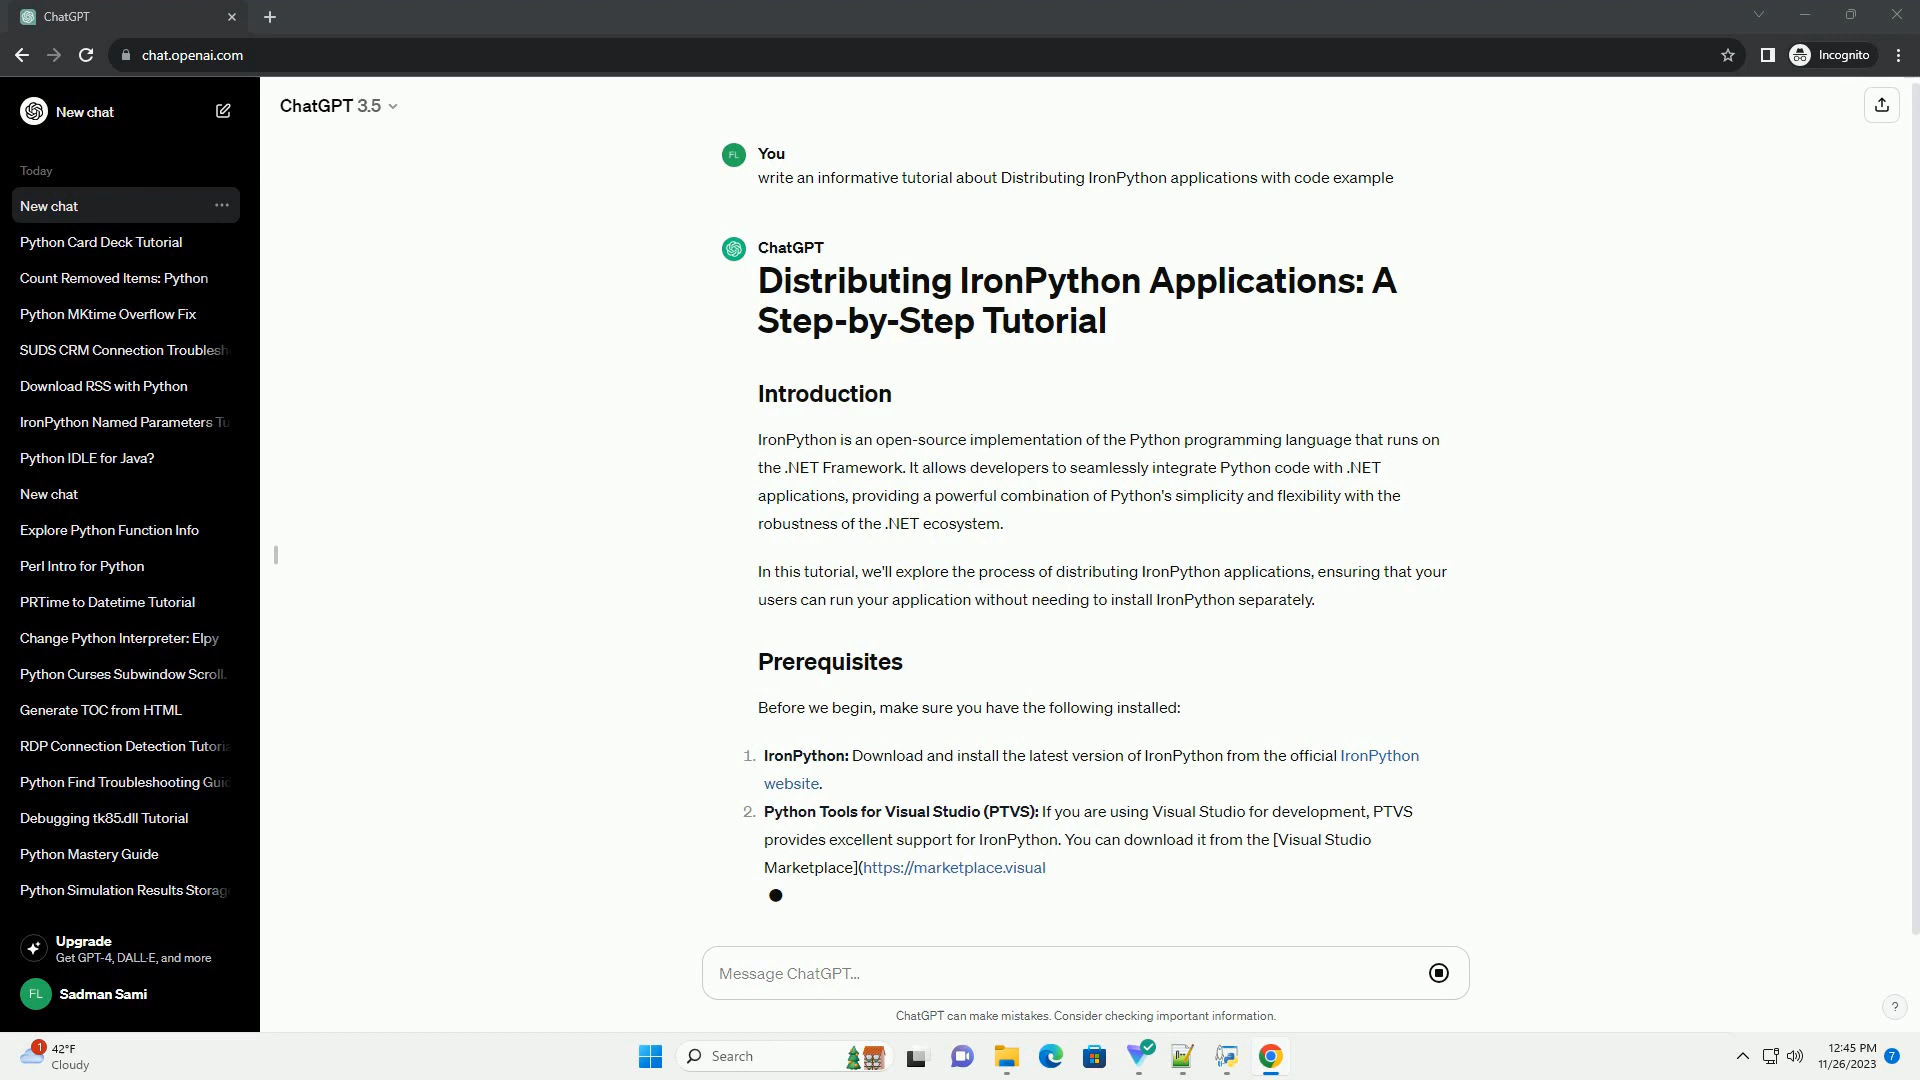 ChatGPT
chat.openai.com
Incognito
New chat
Today
New chat
Python Card Deck Tutorial
Count Removed Items: Python
Python MKtime Overflow Fix
SUDS CRM Connection Troublesh
Download RSS with Python
IronPython Named Parameters Tu
Python IDLE for Java?
New chat
Explore Python Function Info
Perl Intro for Python
PRTime to Datetime Tutorial
Change Python Interpreter: Elpy
Python Curses Subwindow Scroll.
Generate TOC from HTML
RDP Connection Detection Tutoria
Python Find Troubleshooting Guid
Debugging tk85.dll Tutorial
Python Mastery Guide
Python Simulation Results Storag
Upgrade
Get GPT-4, DALL·E, and more
FL Sadman Sami
ChatGPT 3.5
FL You
write an informative tutorial about Distributing IronPython applications with code example
ChatGPT
Distributing IronPython Applications: A
Step-by-Step Tutorial
Introduction
IronPython is an open-source implementation of the Python programming language that runs on
the .NET Framework. It allows developers to seamlessly integrate Python code with .NET
applications, providing a powerful combination of Python's simplicity and flexibility with the
robustness of the .NET ecosystem.
In this tutorial, we'll explore the process of distributing IronPython applications, ensuring that your
users can run your application without needing to install IronPython separately.
Prerequisites
Before we begin, make sure you have the following installed:
1. IronPython: Download and install the latest version of IronPython from the official IronPython
website.
2. Python Tools for Visual Studio (PTVS): If you are using Visual Studio for development, PTVS
provides excellent support for IronPython. You can download it from the [Visual Studio
Marketplace](https://marketplace.visual
Message ChatGPT...
ChatGPT can make mistakes. Consider checking important information.
?
1
42°F
Cloudy
Search
12:45 PM
11/26/2023
7